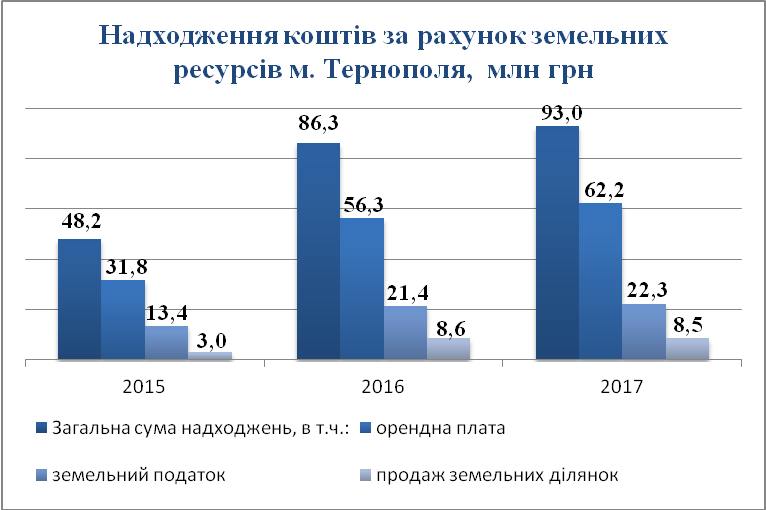 Надходження коштів за рахунок земельних
ресурсів м. Тернополя, млн грн
93,0
86,3
62,2
56,3
48,2
31,8
22,3
21,4
13,4
8,6
8,5
3,0
2015
2016
2017
Загальна сума надходжень, в т.ч.:
орендна плата
земельний податок
продаж земельних ділянок